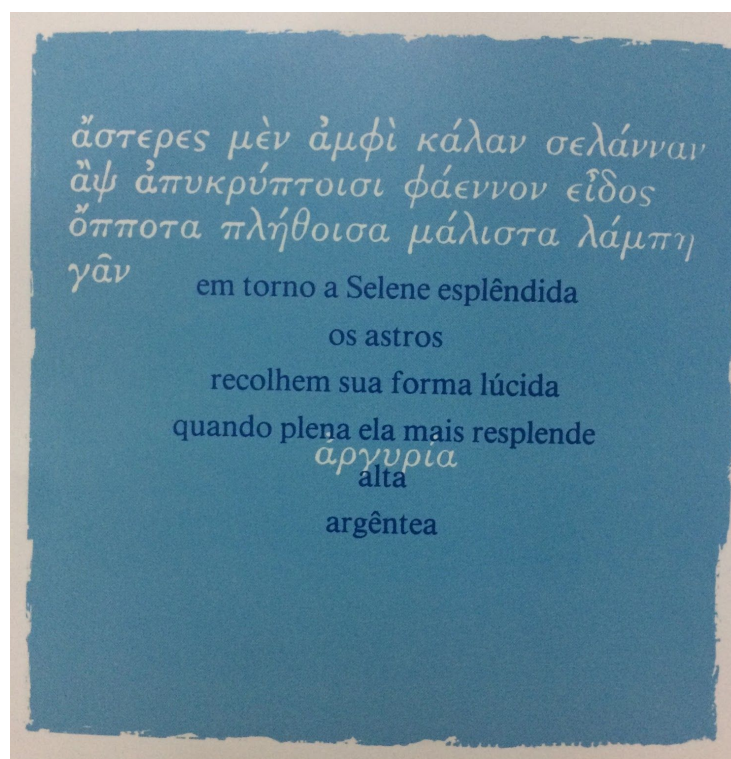 ἄστερες μὲν ἀμφὶ κάλαν σελάνναν
ἂψ ἀπυκρύπτοισι φάεννον εἶδος
ὄπποτα πλήθοισα μάλιστα λάμπη
γᾶν
em torno a Selene esplêndida
os astros
recolhem sua forma lúcida
quando plena ela mais resplende
ἀργυρία
alta
argêntea